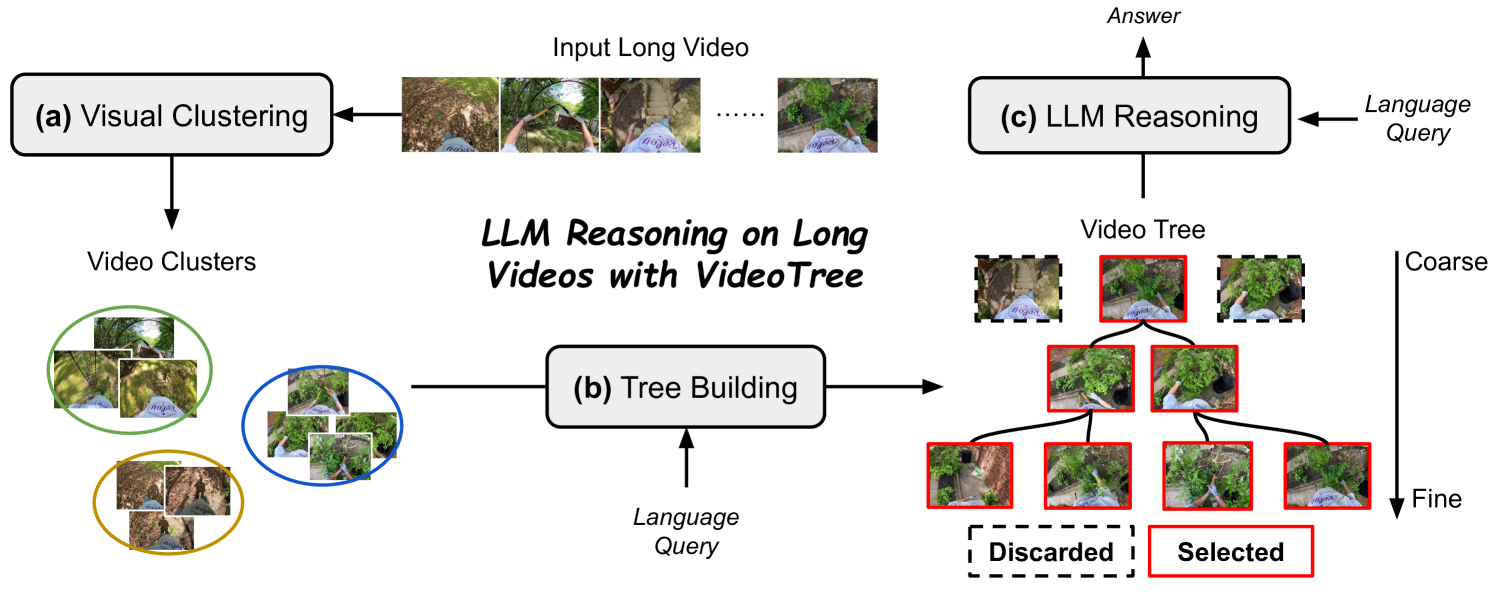 Answer
Input Long Video
(a) Visual Clustering
......
(c) LLM Reasoning
Language
Query
LLM Reasoning on Long
Videos with VideoTree
Video Clusters
Video Tree
Coarse
(b) Tree Building
Language
Query
Fine
Discarded
Selected